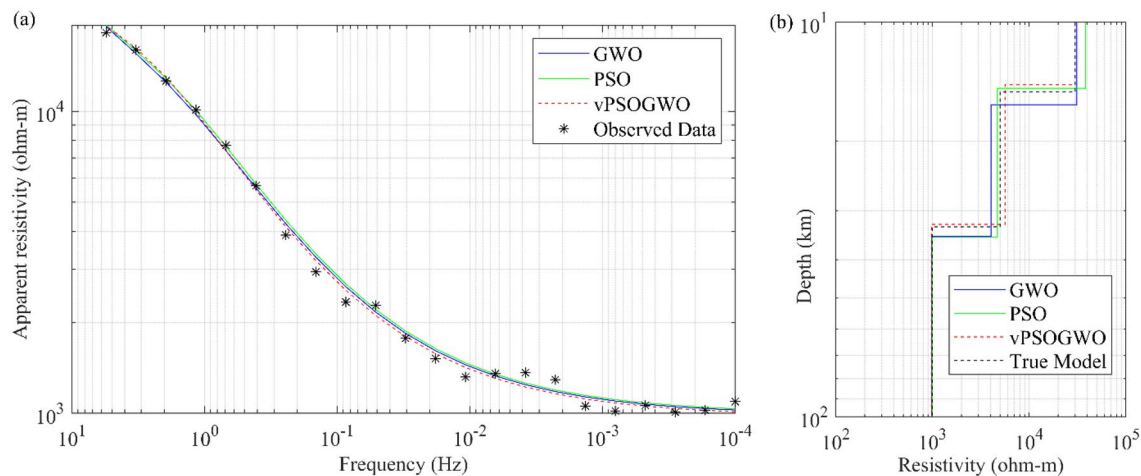 (a)
Apparent resistivity (ohm-m)
10^4
10^3
10^1
10^0
10^-1
10^-2
10^-3
10^-4
Frequency (Hz)
GWO
PSO
vPSOGWO
Observed Data
(b)
Depth (km)
10^1
10^2
10^2
10^3
10^4
10^5
Resistivity (ohm-m)
GWO
PSO
vPSOGWO
True Model